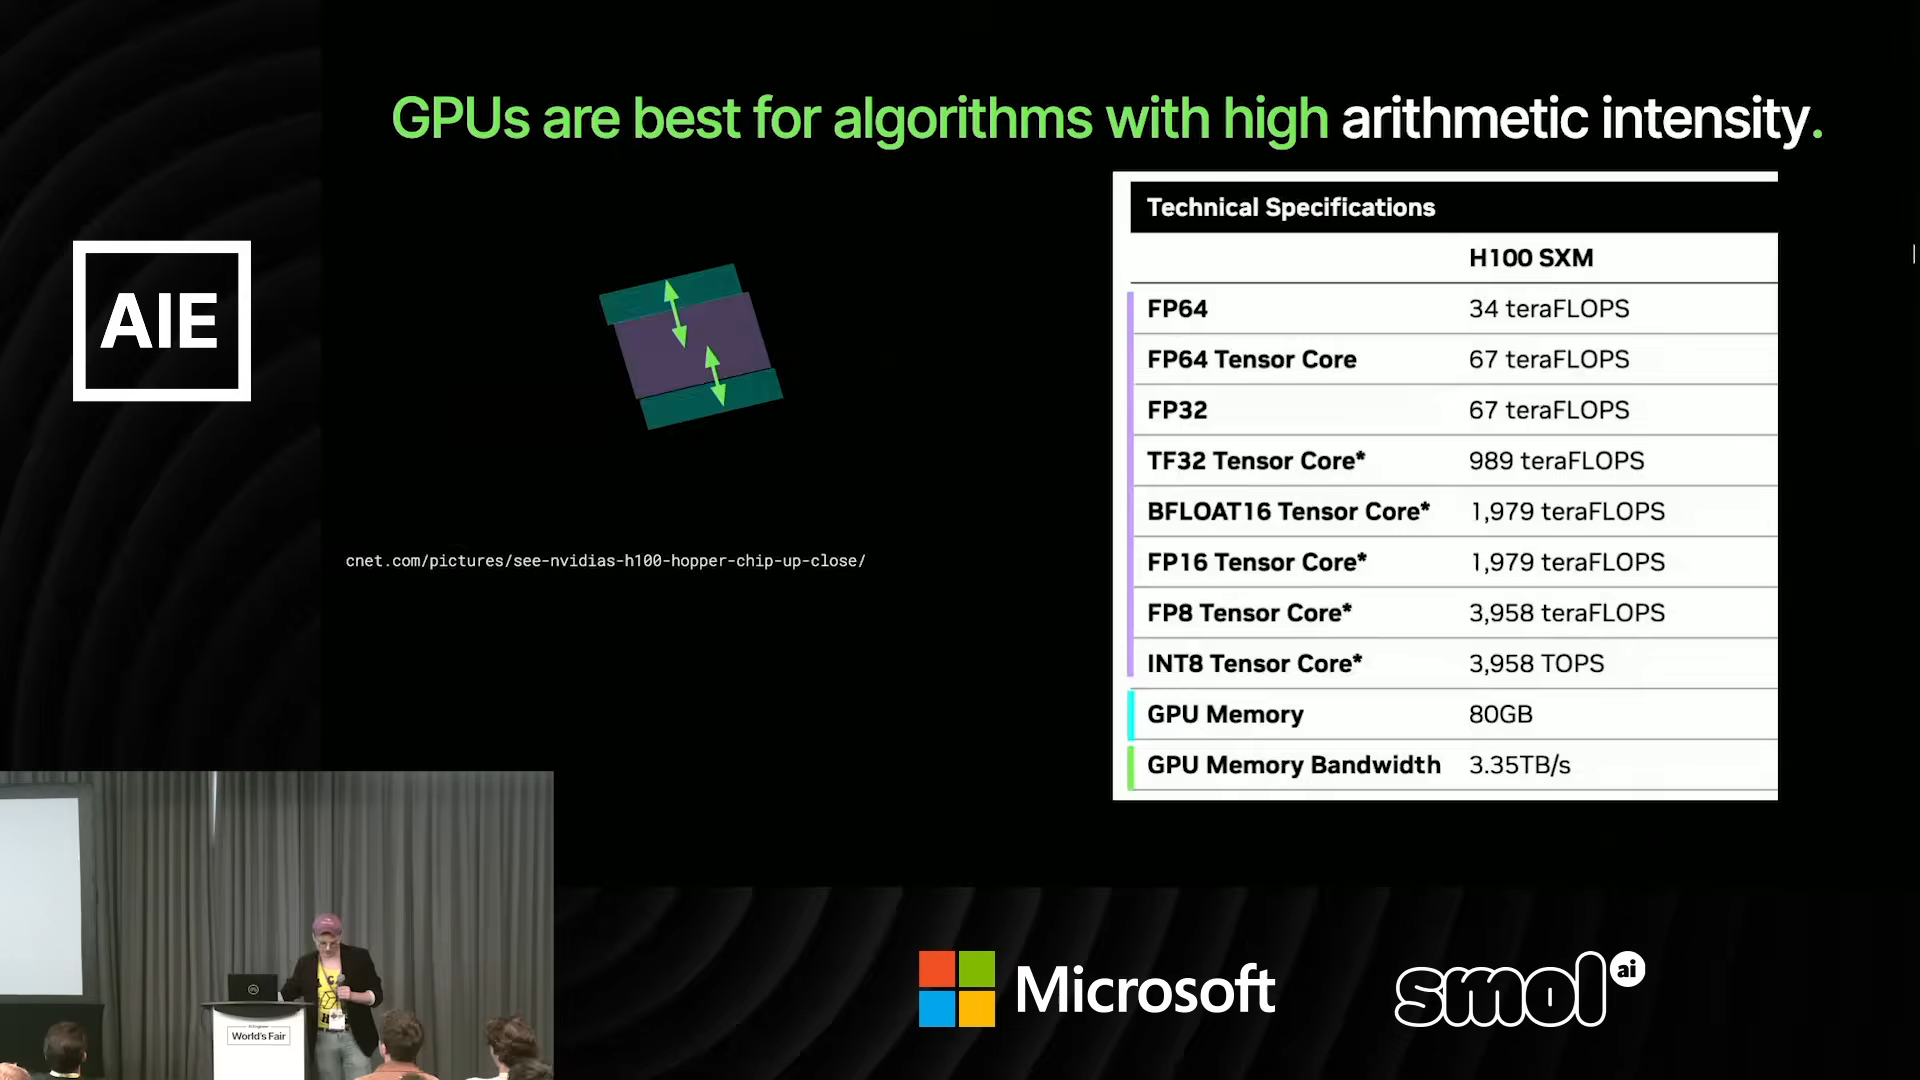 GPUs are best for algorithms with high arithmetic intensity.
AIE
cnet.com/pictures/see-nvidias-h100-hopper-chip-up-close/
Technical Specifications
H100 SXM
FP64 34 teraFLOPS
FP64 Tensor Core 67 teraFLOPS
FP32 67 teraFLOPS
TF32 Tensor Core* 989 teraFLOPS
BFLOAT16 Tensor Core* 1,979 teraFLOPS
FP16 Tensor Core* 1,979 teraFLOPS
FP8 Tensor Core* 3,958 teraFLOPS
INT8 Tensor Core* 3,958 TOPS
GPU Memory 80GB
GPU Memory Bandwidth 3.35TB/s
World's Fair
Microsoft
smol ai